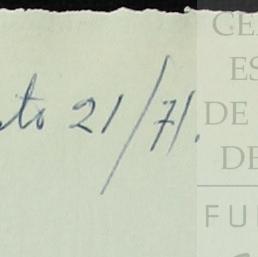 to 21/71.
CE
ES
DE
DE
FU